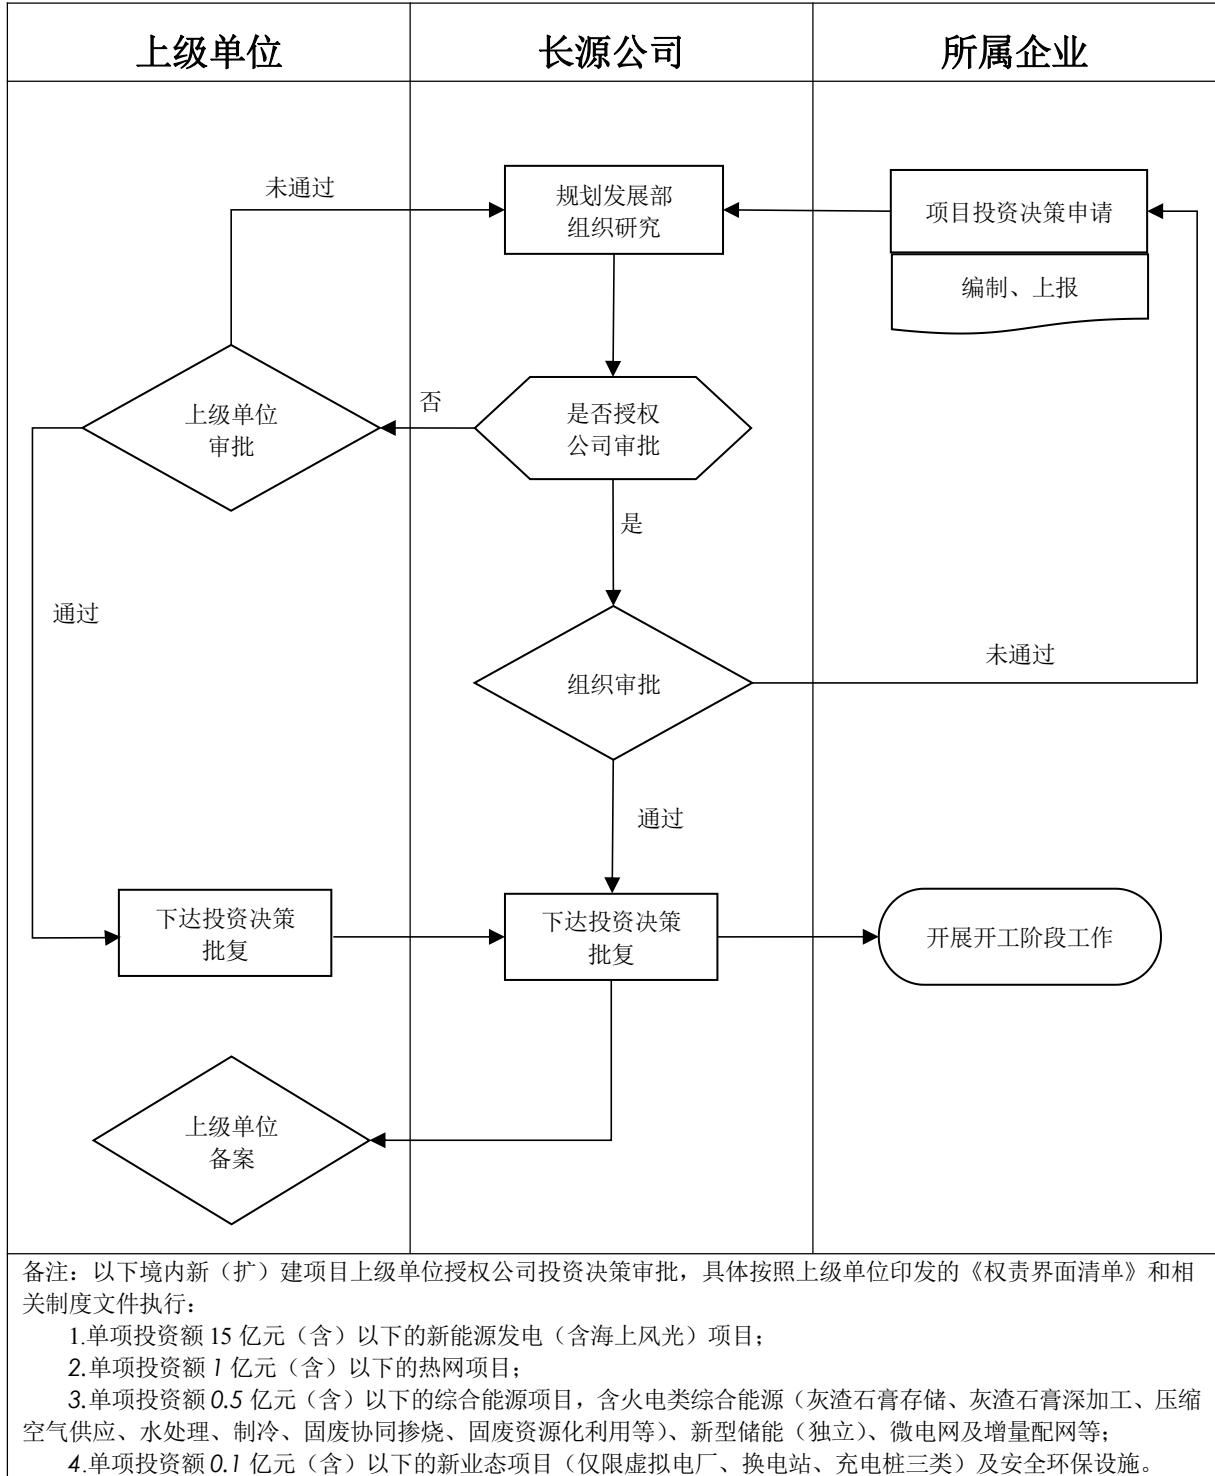 上级单位
长源公司
所属企业
未通过
规划发展部
组织研究
项目投资决策申请
编制、上报
上级单位
审批
否
是否授权
公司审批
是
通过
组织审批
未通过
通过
下达投资决策
批复
下达投资决策
批复
开展开工阶段工作
上级单位
备案
备注：以下境内新（扩）建项目上级单位授权公司投资决策审批，具体按照上级单位印发的《权责界面清单》和相
关制度文件执行：
1.单项投资额 15 亿元（含）以下的新能源发电（含海上风光）项目；
2.单项投资额 1 亿元（含）以下的热网项目；
3.单项投资额 0.5 亿元（含）以下的综合能源项目，含火电类综合能源（灰渣石膏存储、灰渣石膏深加工、压缩
空气供应、水处理、制冷、固废协同掺烧、固废资源化利用等）、新型储能（独立）、微电网及增量配网等；
4.单项投资额 0.1 亿元（含）以下的新业态项目（仅限虚拟电厂、换电站、充电桩三类）及安全环保设施。